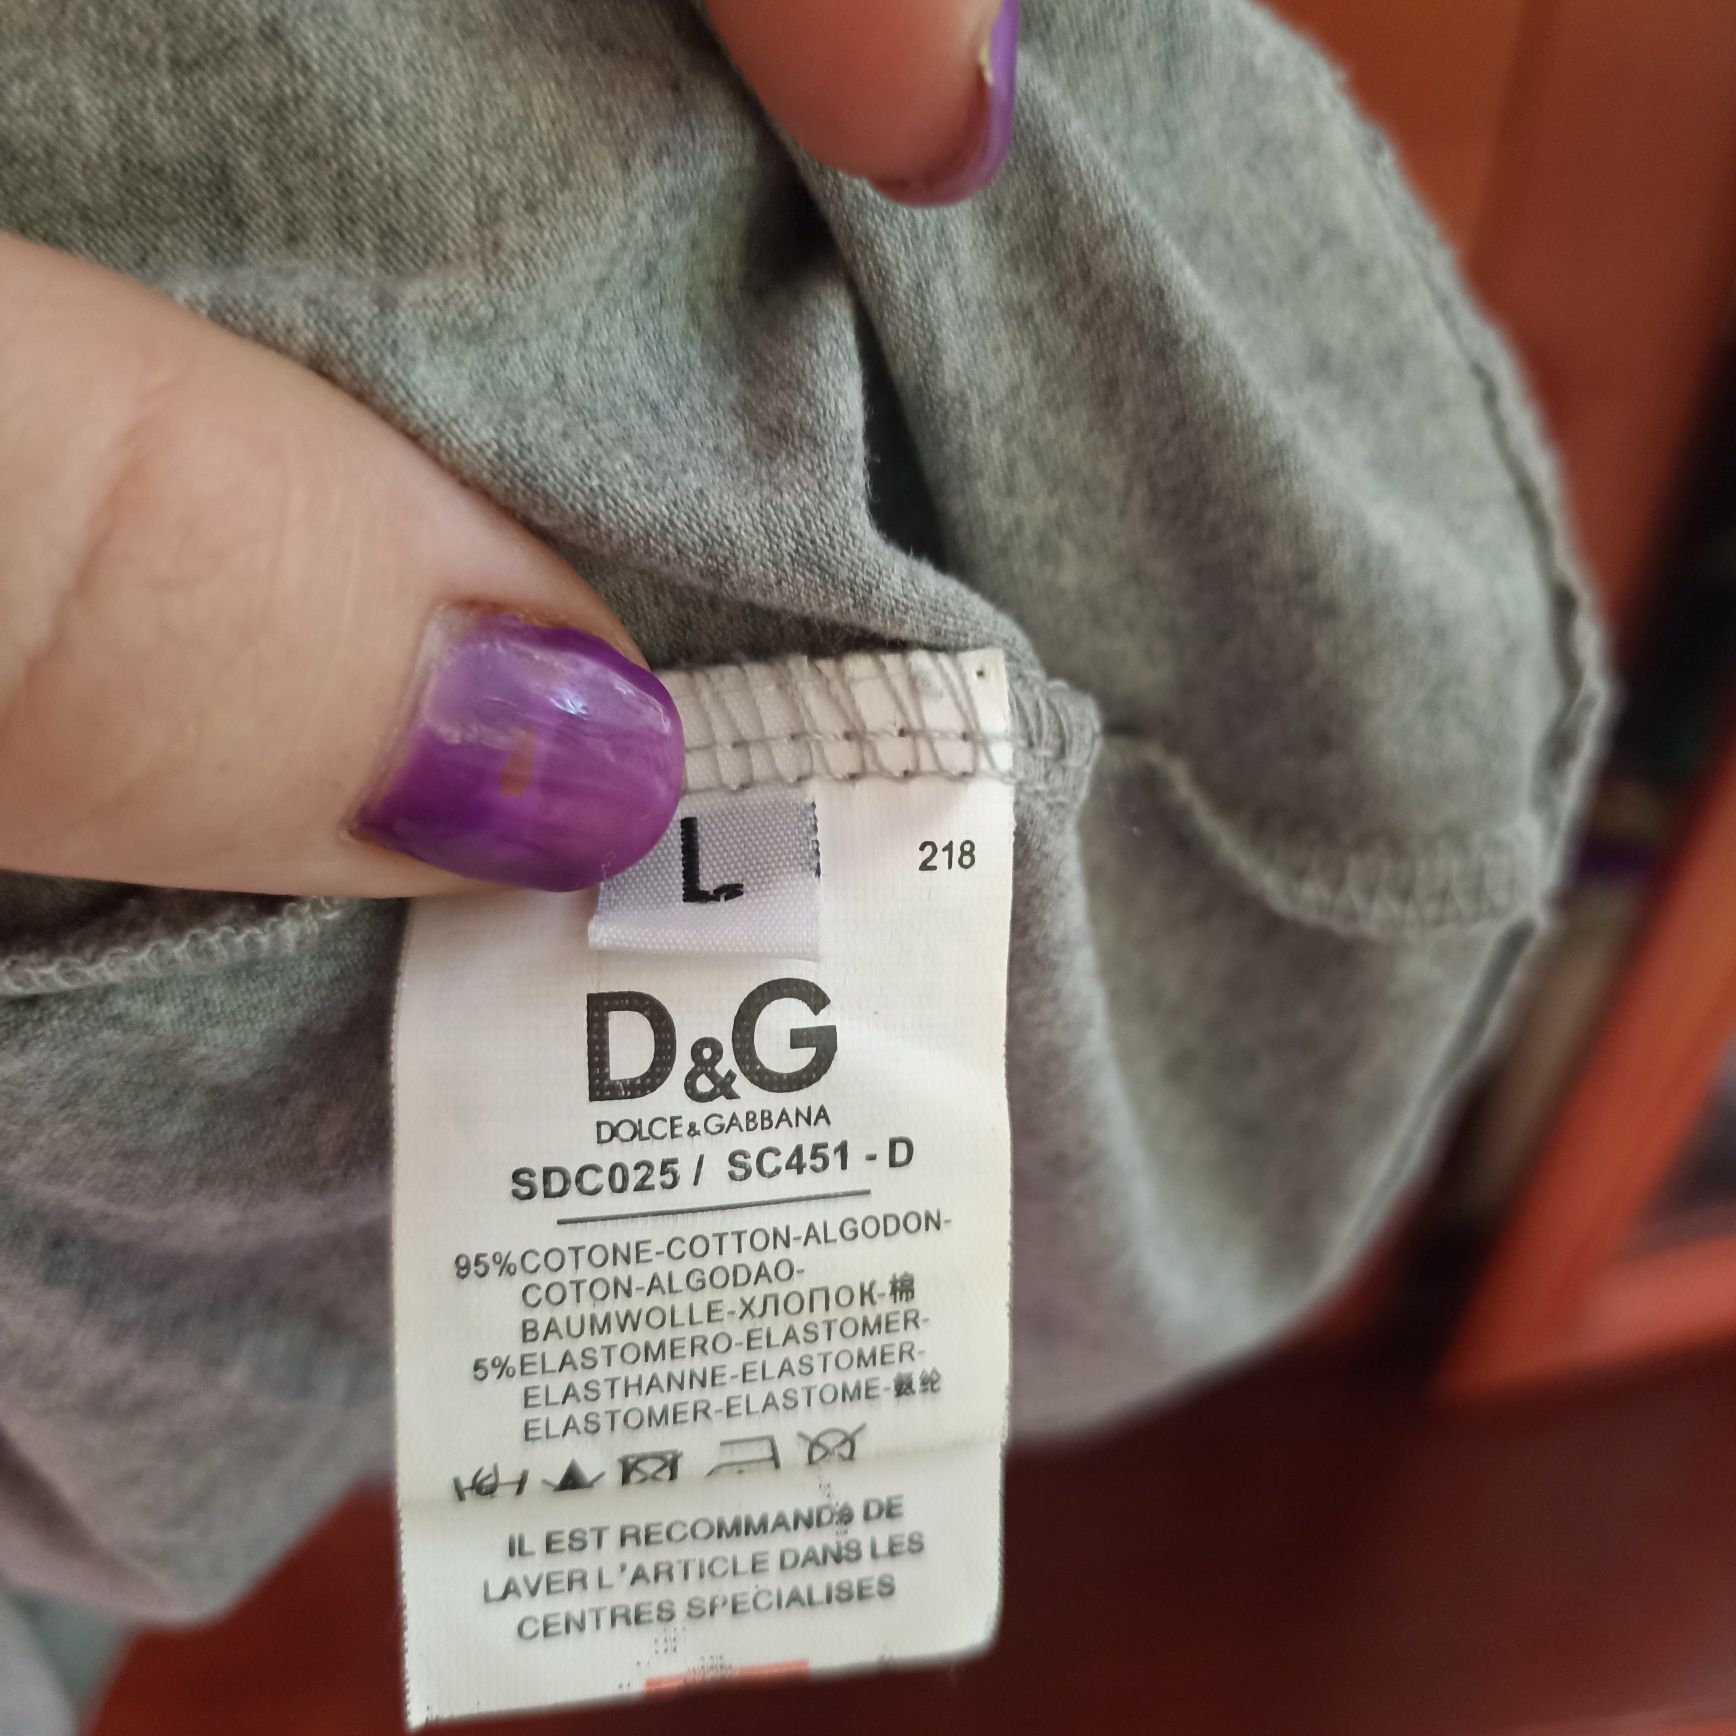 L
218
D&G
DOLCE&GABBANA
SDC025 / SC451 - D
95%COTONE-COTTON-ALGODON-
COTON-ALGODAO-
BAUMWOLLE-ХЛОПОК-棉
5%ELASTOMERO-ELASTOMER-
ELASTHANNE-ELASTOMER-
ELASTOMER-ELASTOME-氨纶
IL EST RECOMMANDe DE
LAVER L'ARTICLE DANS LES
CENTRES SPECIALISES